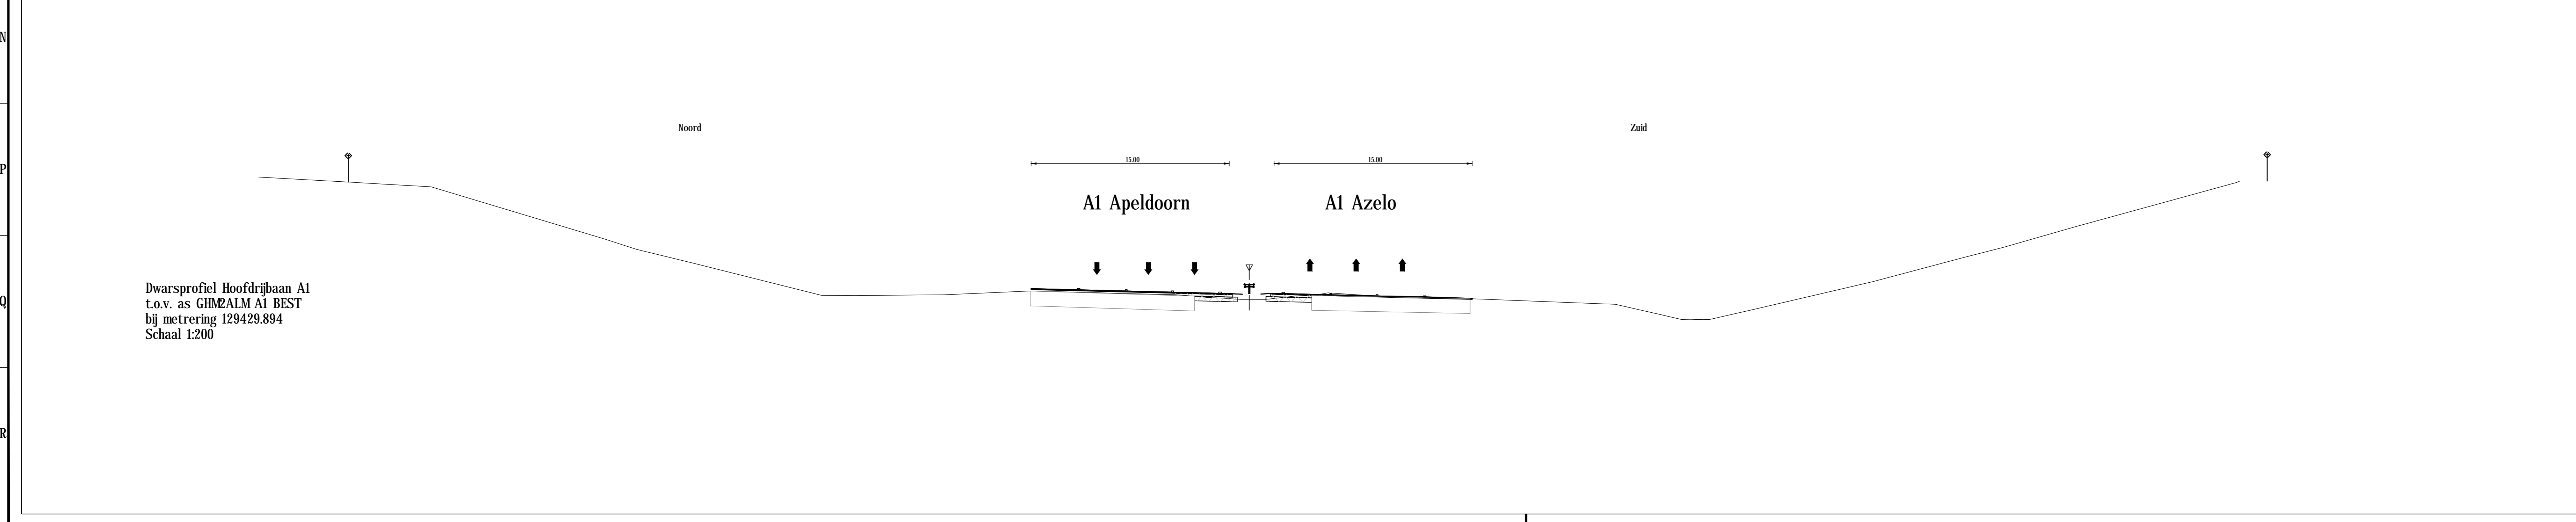 N
Noord
Zuid
P
15.00
15.00
A1 Apeldoorn
A1 Azelo
Dwarsprofiel Hoofdrijbaan A1
t.o.v. as GHM2ALM A1 BEST
Q
bij metrering 129429.894
Schaal 1:200
R